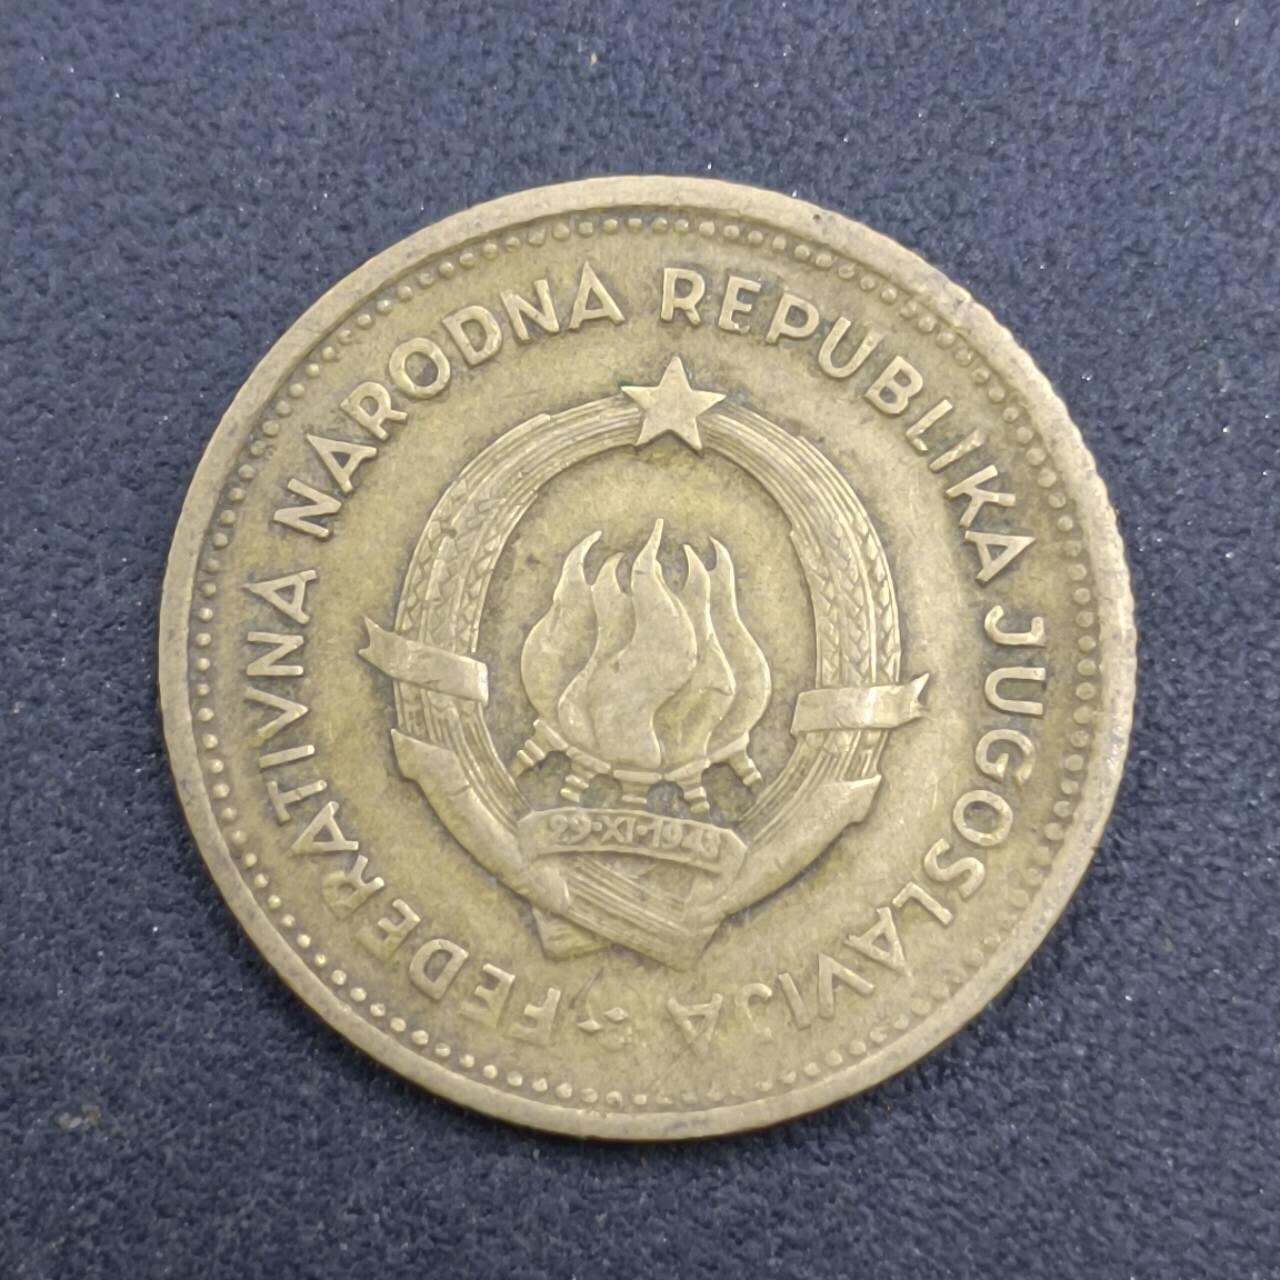 FEDERATIVNA NARODNA REPUBLIKA JUGOSLAVIJA
29·XI·1943